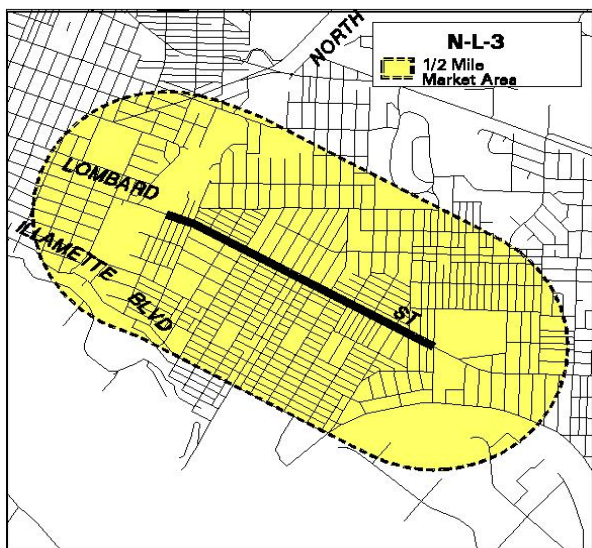 NORTH
N-L-3
1/2 Mile
Market Area
LOMBARD
ILLAMETTE BLVD
ST